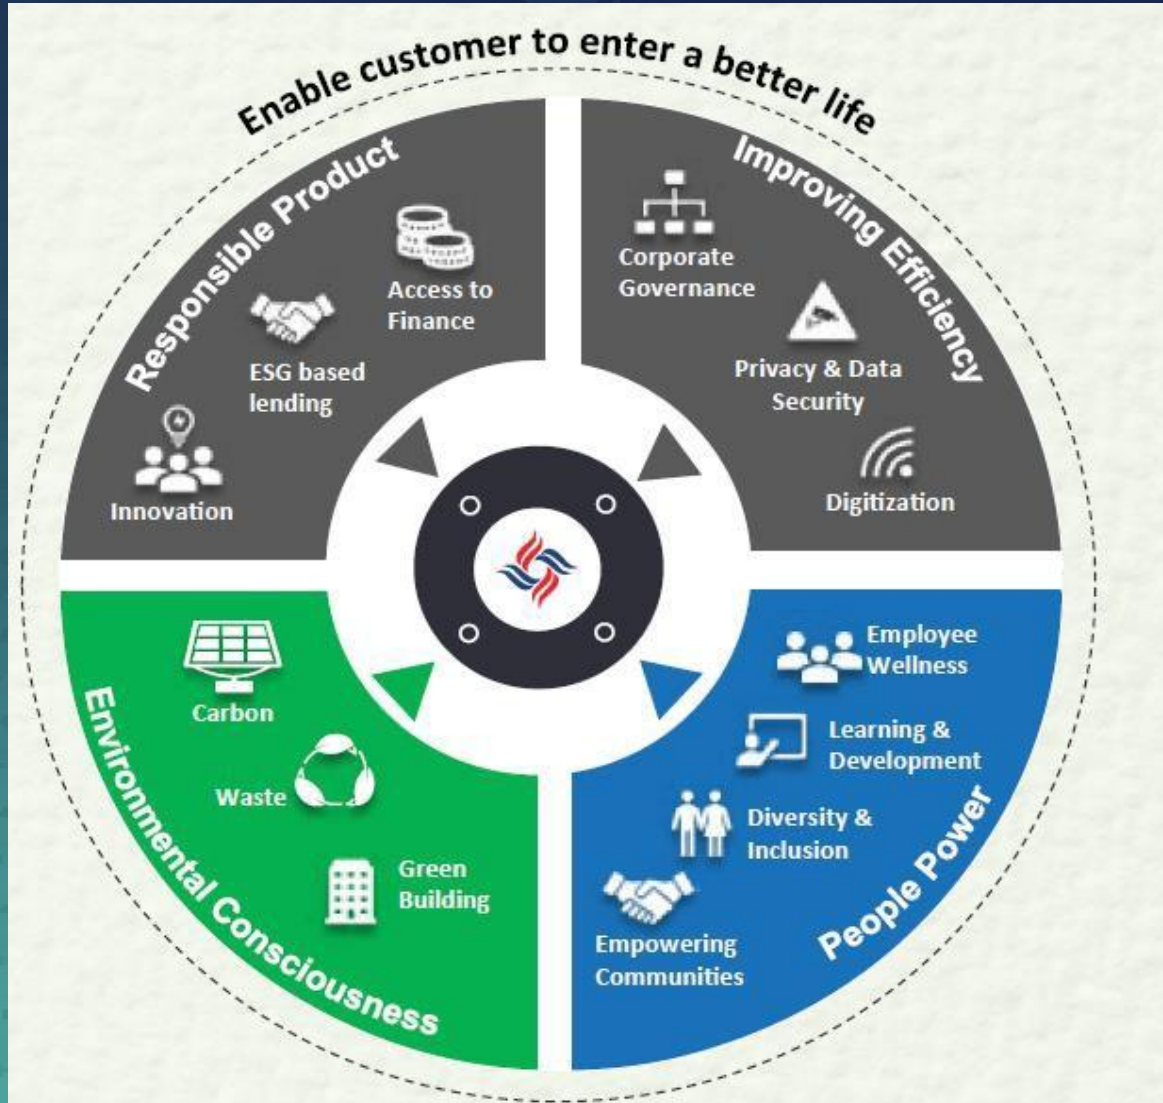 Enable customer to enter a better life
Responsible Product
Access to
Finance
ESG based
lending
Innovation
Improving Efficiency
Corporate
Governance
Privacy & Data
Security
Digitization
Environmental Consciousness
Carbon
Waste
Green
Building
People Power
Employee
Wellness
Learning &
Development
Diversity &
Inclusion
Empowering
Communities